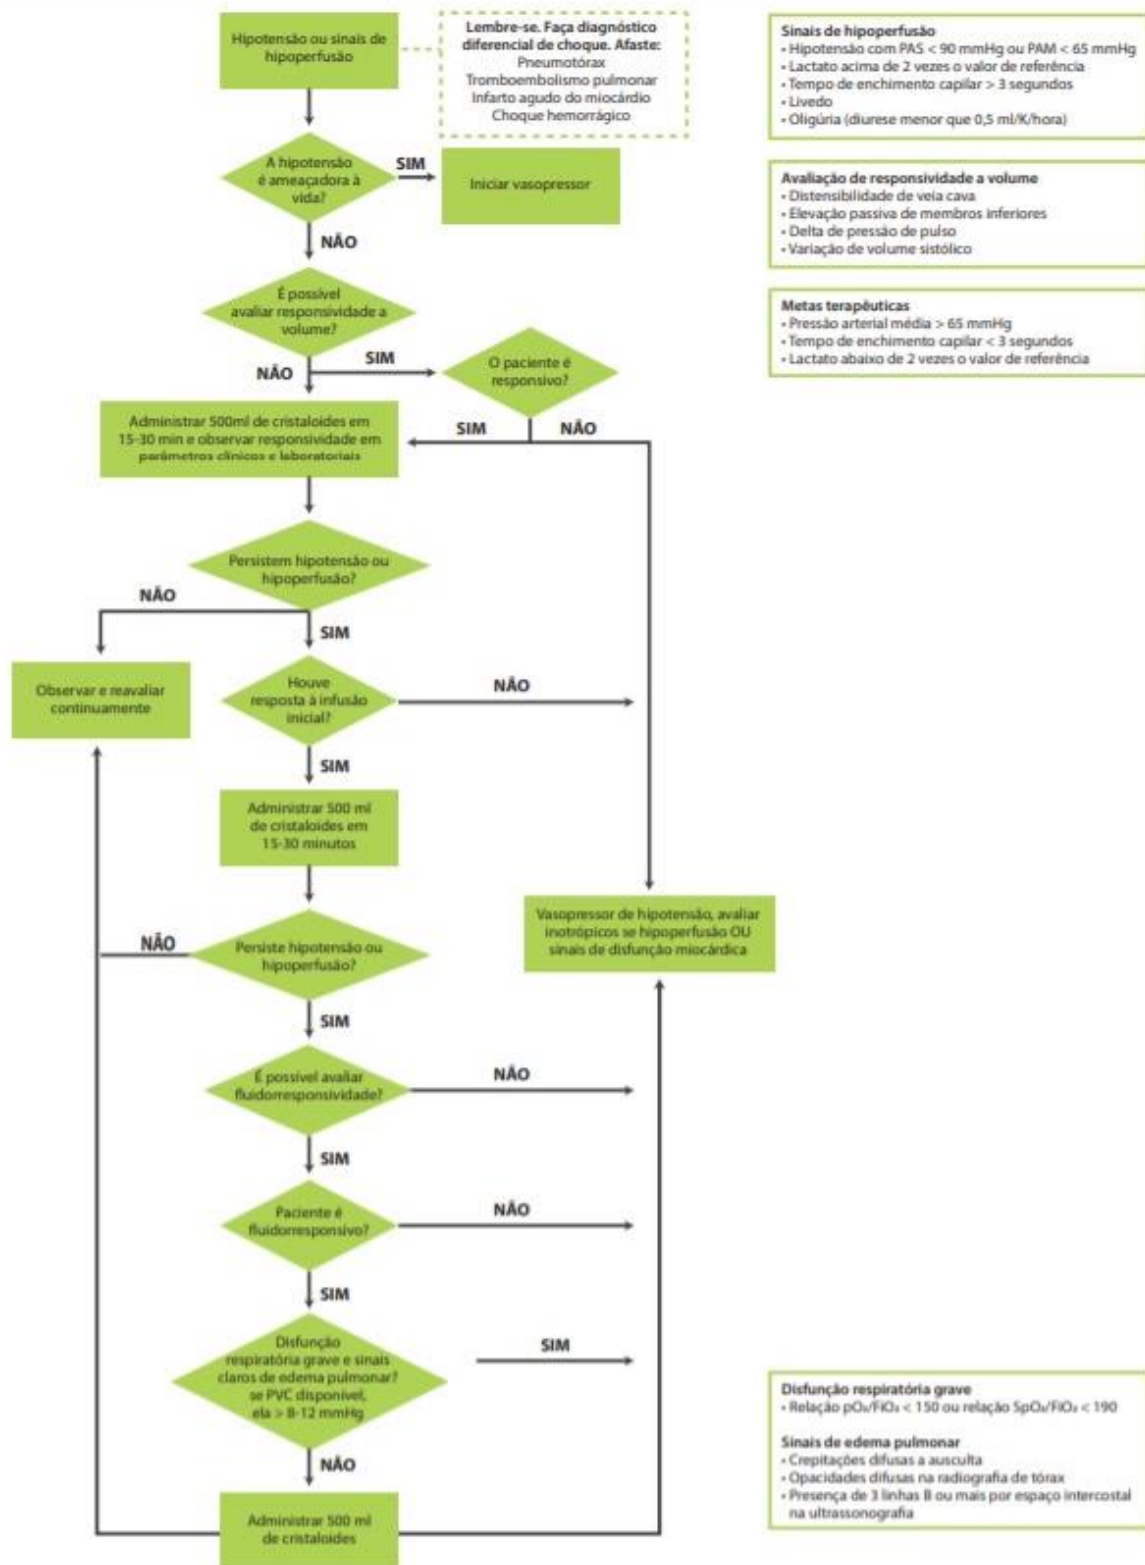 Hipotensão ou sinais de
hipoperfusão
Lembre-se. Faça diagnóstico
diferencial de choque. Afaste:
Pneumotórax
Tromboembolismo pulmonar
Infarto agudo do miocárdio
Choque hemorrágico
Sinais de hipoperfusão
• Hipotensão com PAS < 90 mmHg ou PAM < 65 mmHg
• Lactato acima de 2 vezes o valor de referência
• Tempo de enchimento capilar > 3 segundos
• Livedo
• Oligúria (diurese menor que 0,5 ml/K/hora)
A hipotensão
é ameaçadora à
vida?
SIM
Iniciar vasopressor
NÃO
Avaliação de responsividade a volume
• Distensibilidade de veia cava
• Elevação passiva de membros inferiores
• Delta de pressão de pulso
• Variação de volume sistólico
É possível
avaliar responsividade a
volume?
SIM
NÃO
O paciente é
responsivo?
Metas terapêuticas
• Pressão arterial média > 65 mmHg
• Tempo de enchimento capilar < 3 segundos
• Lactato abaixo de 2 vezes o valor de referência
SIM
NÃO
Administrar 500ml de cristaloides em
15-30 min e observar responsividade em
parâmetros clínicos e laboratoriais
Persistem hipotensão ou
hipoperfusão?
NÃO
SIM
Observar e reavaliar
continuamente
Houve
resposta à infusão
inicial?
NÃO
SIM
Administrar 500 ml
de cristaloides em
15-30 minutos
Vasopressor de hipotensão, avaliar
inotrópicos se hipoperfusão OU
sinais de disfunção miocárdica
Persiste hipotensão ou
hipoperfusão?
NÃO
SIM
É possível avaliar
fluidorresponsividade?
NÃO
SIM
Paciente é
fluidorresponsivo?
NÃO
SIM
Disfunção
respiratória grave e sinais
claros de edema pulmonar?
se PVC disponível,
ela > 8-12 mmHg
SIM
NÃO
Administrar 500 ml
de cristaloides
Disfunção respiratória grave
• Relação pO₂/FiO₂ < 150 ou relação SpO₂/FiO₂ < 190
Sinais de edema pulmonar
• Crepitações difusas a ausculta
• Opacidades difusas na radiografia de tórax
• Presença de 3 linhas B ou mais por espaço intercostal
na ultrassonografia